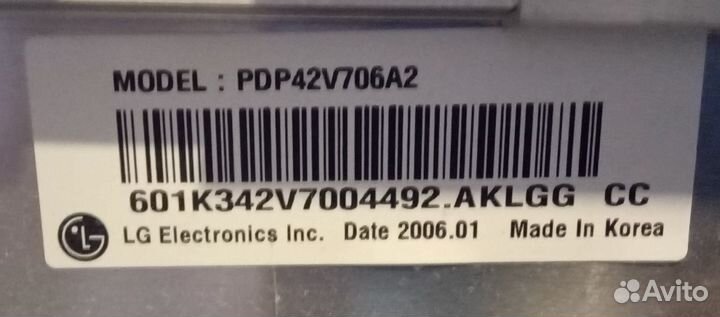 MODEL : PDP42V706A2
601K342V7004492.AKLGG CC
LG Electronics Inc. Date 2006.01 Made In Korea
Avito